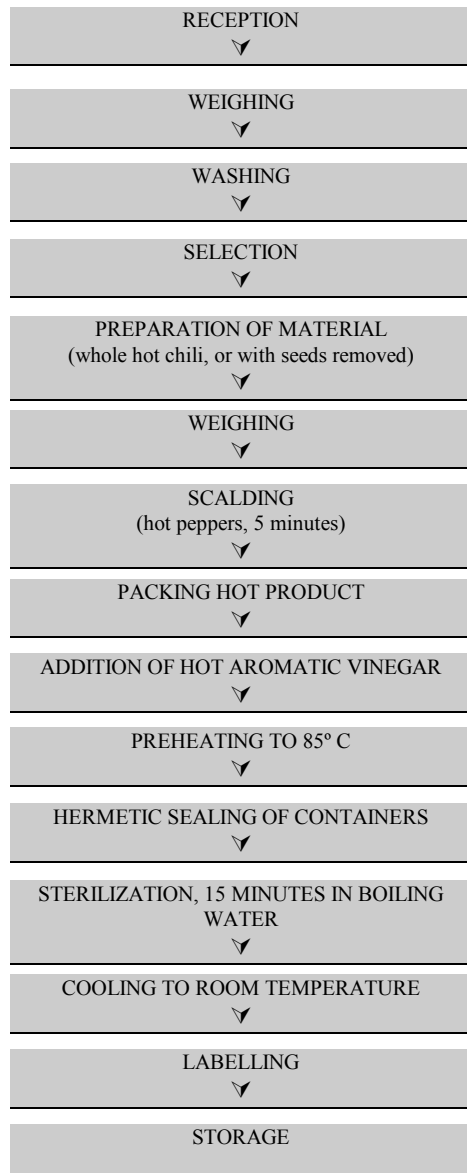 RECEPTION
WEIGHING
WASHING
SELECTION
PREPARATION OF MATERIAL
(whole hot chili, or with seeds removed)
WEIGHING
SCALDING
(hot peppers, 5 minutes)
PACKING HOT PRODUCT
ADDITION OF HOT AROMATIC VINEGAR
PREHEATING TO 85º C
HERMETIC SEALING OF CONTAINERS
STERILIZATION, 15 MINUTES IN BOILING
WATER
COOLING TO ROOM TEMPERATURE
LABELLING
STORAGE